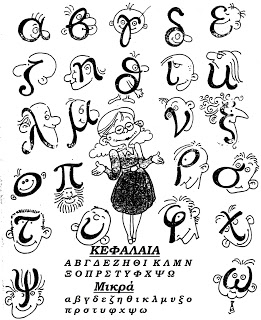 α β γ δ ε
ζ η θ ι κ
λ μ ν ξ
ο π ρ σ
τ υ φ χ
ψ ω
ΚΕΦΑΛΑΙΑ
Α Β Γ Δ Ε Ζ Η Θ Ι Κ Λ Μ Ν
Ξ Ο Π Ρ Σ Τ Υ Φ Χ Ψ Ω
Μικρά
α β γ δ ε ζ η θ ι κ λ μ ν ξ ο
π ρ σ τ υ φ χ ψ ω